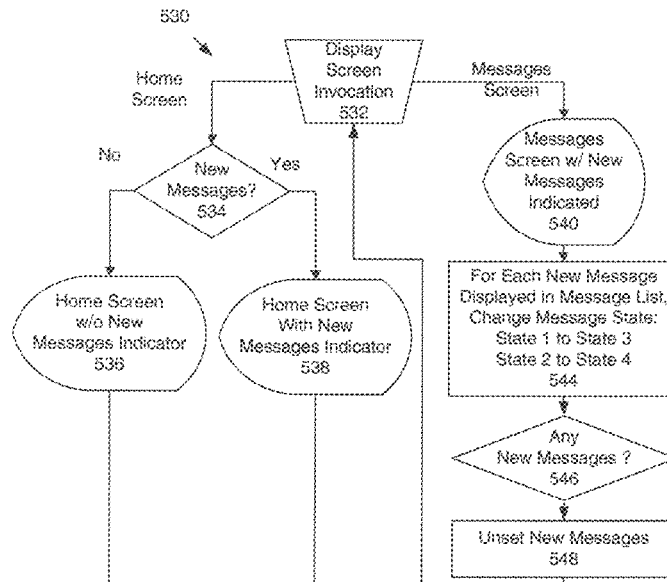 530
Display
Screen
Invocation
532
Home
Screen
Messages
Screen
No
Yes
New
Messages?
534
Messages
Screen w/ New
Messages
Indicated
540
Home Screen
w/o New
Messages Indicator
536
Home Screen
With New
Messages Indicator
538
For Each New Message
Displayed in Message List,
Change Message State:
State 1 to State 3
State 2 to State 4
544
Any
New Messages ?
546
Unset New Messages
548